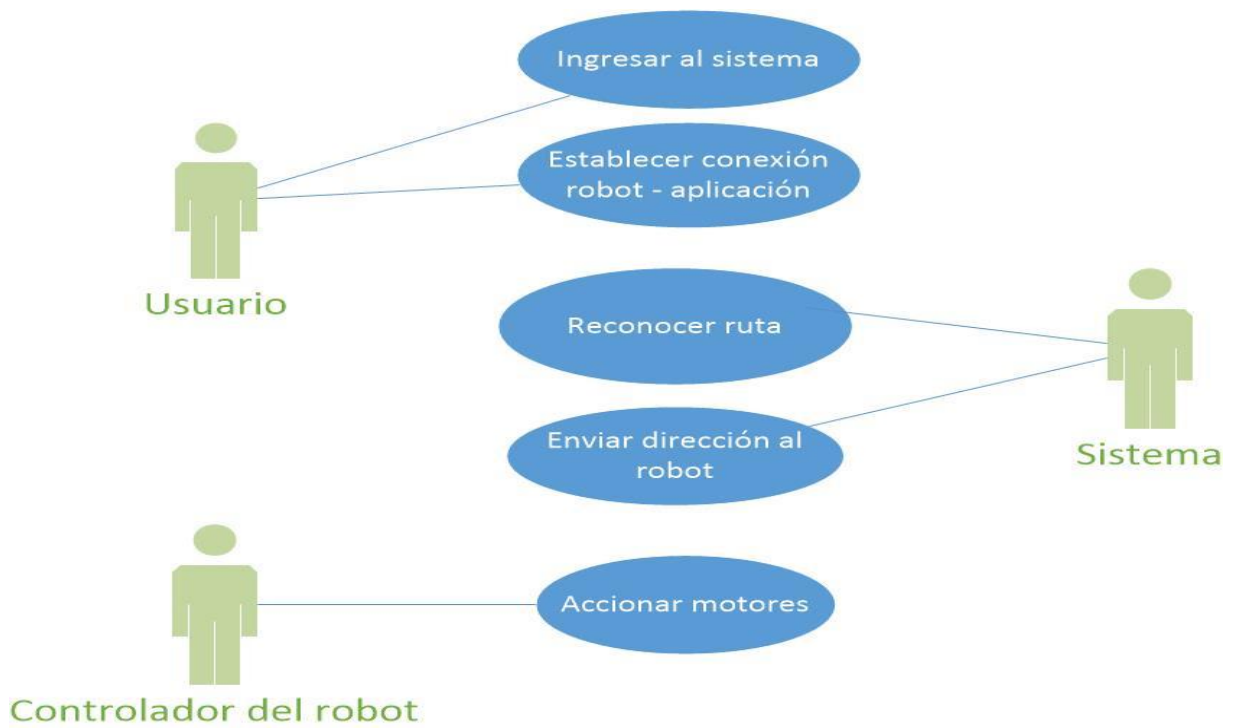 Ingresar al sistema
Establecer conexión
robot - aplicación
Usuario
Reconocer ruta
Enviar dirección al
robot
Sistema
Accionar motores
Controlador del robot